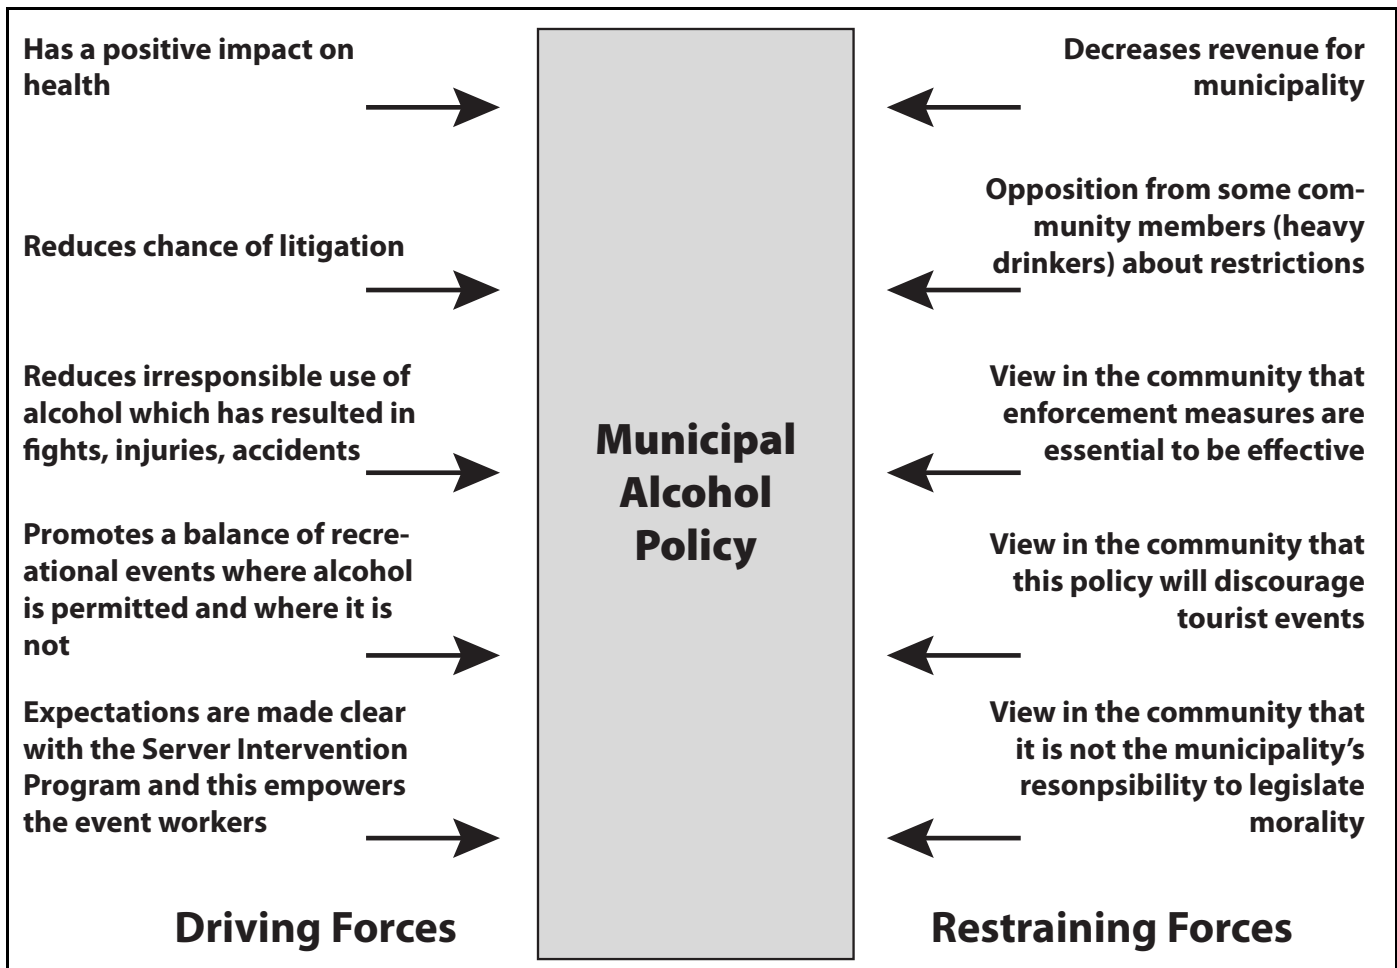 Has a positive impact on
health
Reduces chance of litigation
Reduces irresponsible use of
alcohol which has resulted in
fights, injuries, accidents
Promotes a balance of recre-
ational events where alcohol
is permitted and where it is
not
Expectations are made clear
with the Server Intervention
Program and this empowers
the event workers
Driving Forces
Municipal
Alcohol
Policy
Decreases revenue for
municipality
Opposition from some com-
munity members (heavy
drinkers) about restrictions
View in the community that
enforcement measures are
essential to be effective
View in the community that
this policy will discourage
tourist events
View in the community that
it is not the municipality’s
resonpsibility to legislate
morality
Restraining Forces